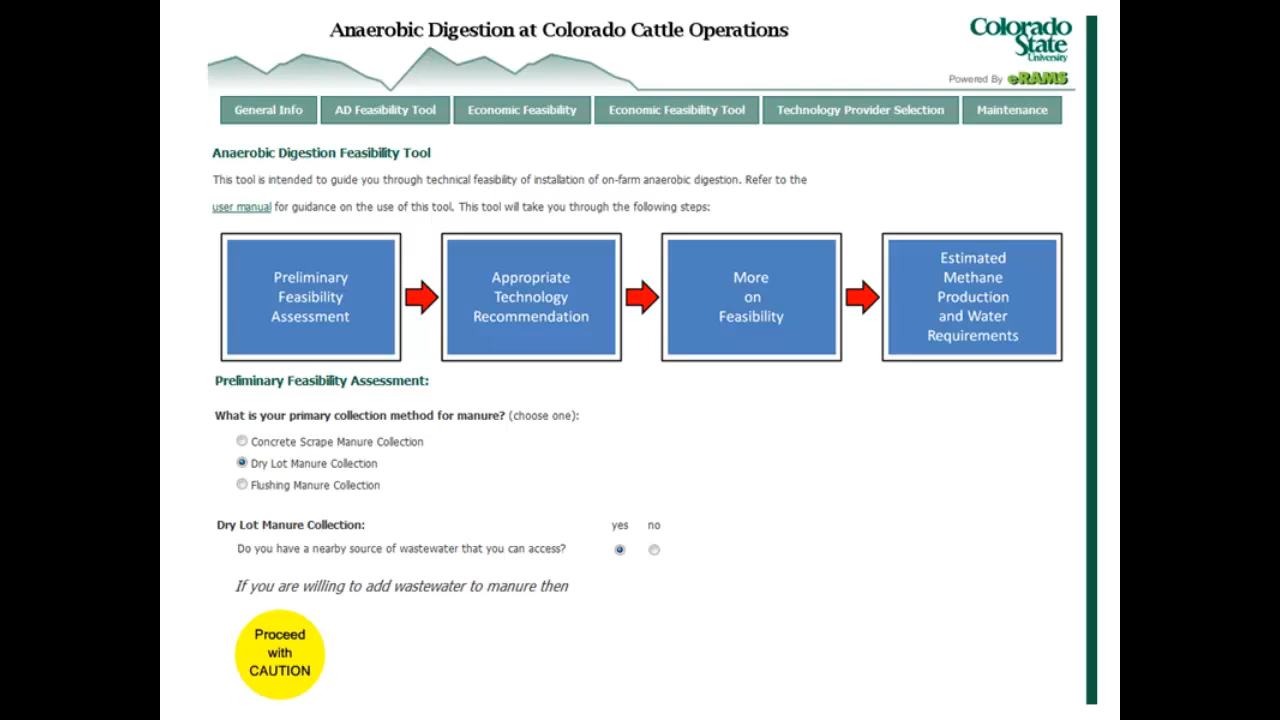 Anaerobic Digestion at Colorado Cattle Operations
Colorado
State
University
Powered By eRAMS
General Info
AD Feasibility Tool
Economic Feasibility
Economic Feasibility Tool
Technology Provider Selection
Maintenance
Anaerobic Digestion Feasibility Tool
This tool is intended to guide you through technical feasibility of installation of on-farm anaerobic digestion. Refer to the
user manual for guidance on the use of this tool. This tool will take you through the following steps:
Preliminary
Feasibility
Assessment
Appropriate
Technology
Recommendation
More
on
Feasibility
Estimated
Methane
Production
and Water
Requirements
Preliminary Feasibility Assessment:
What is your primary collection method for manure? (choose one):
Concrete Scrape Manure Collection
Dry Lot Manure Collection
Flushing Manure Collection
Dry Lot Manure Collection: yes no
Do you have a nearby source of wastewater that you can access?
If you are willing to add wastewater to manure then
Proceed
with
CAUTION